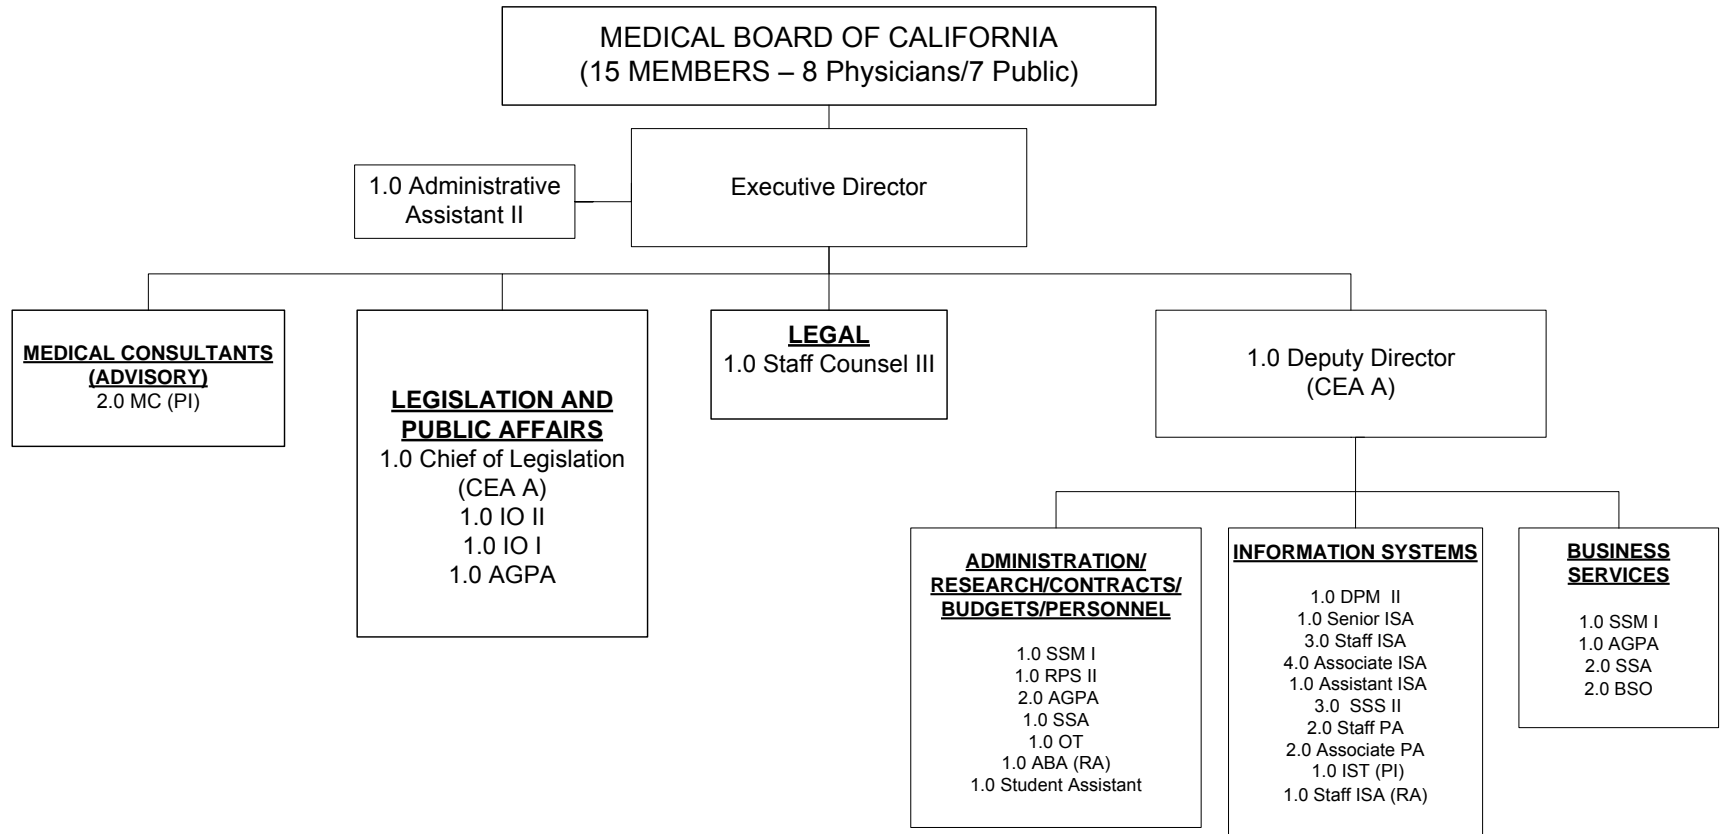 MEDICAL BOARD OF CALIFORNIA
(15 MEMBERS – 8 Physicians/7 Public)
1.0 Administrative
Assistant II
Executive Director
MEDICAL CONSULTANTS
(ADVISORY)
2.0 MC (PI)
LEGISLATION AND
PUBLIC AFFAIRS
1.0 Chief of Legislation
(CEA A)
1.0 IO II
1.0 IO I
1.0 AGPA
LEGAL
1.0 Staff Counsel III
1.0 Deputy Director
(CEA A)
ADMINISTRATION/
RESEARCH/CONTRACTS/
BUDGETS/PERSONNEL
1.0 SSM I
1.0 RPS II
2.0 AGPA
1.0 SSA
1.0 OT
1.0 ABA (RA)
1.0 Student Assistant
INFORMATION SYSTEMS
1.0 DPM  II
1.0 Senior ISA
3.0 Staff ISA
4.0 Associate ISA
1.0 Assistant ISA
3.0  SSS II
2.0 Staff PA
2.0 Associate PA
1.0 IST (PI)
1.0 Staff ISA (RA)
BUSINESS
SERVICES
1.0 SSM I
1.0 AGPA
2.0 SSA
2.0 BSO